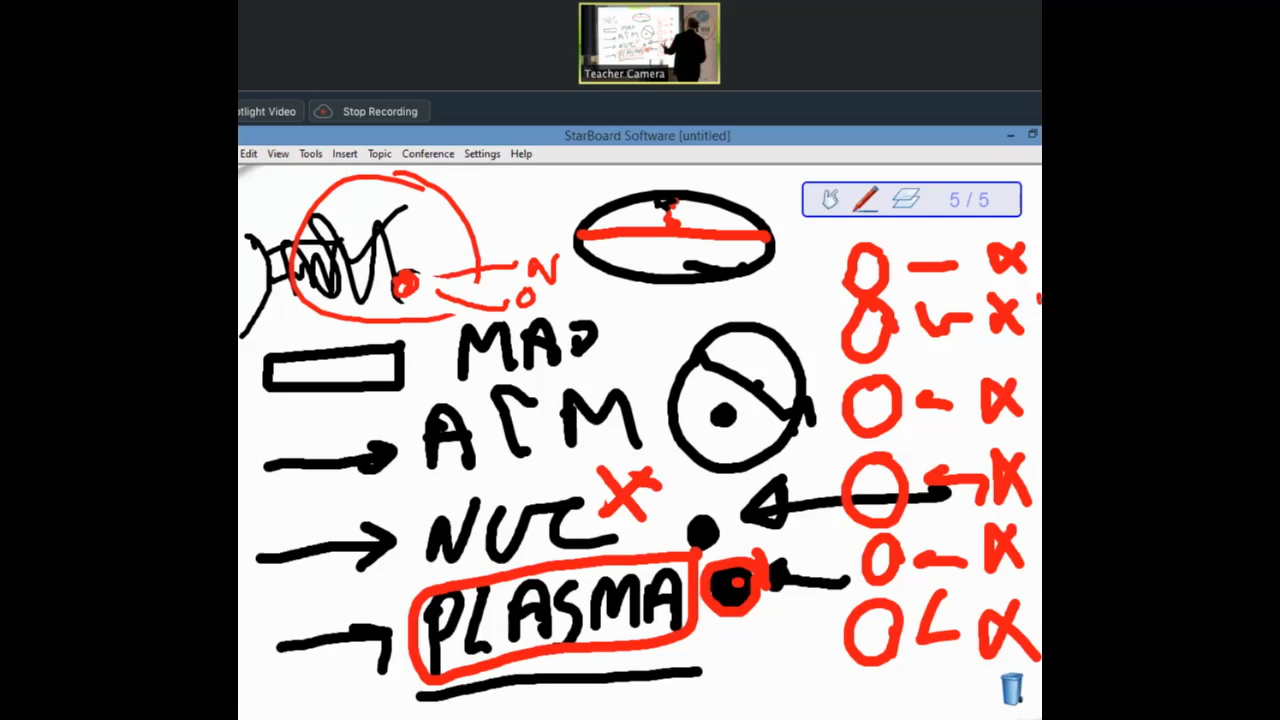 Teacher Camera
otlight Video Stop Recording
StarBoard Software [untitled]
Edit View Tools Insert Topic Conference Settings Help
5 / 5
N
O
MAD
ATM
NUC X
PLASMA